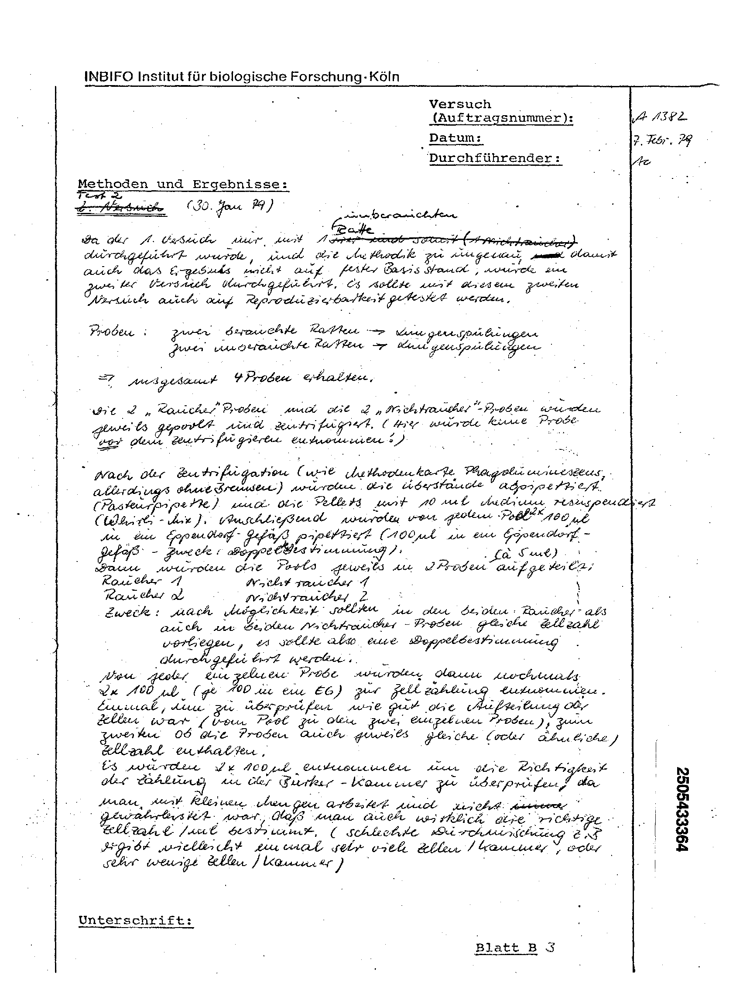 INBIFO Institut für biologische Forschung · Köln
Versuch
(Auftragsnummer): A 1382
Datum: 7. Febr. 79
Durchführender:
Methoden und Ergebnisse:
Test 2
2. Versuch (30. Jan 79)
unberauchten
Ratte
Da der 1. Versuch nur mit 1 (1 Nichtraucher)
durchgeführt wurde, und die Methodik zu ungenau, und damit
auch das Ergebnis nicht auf fester Basis stand, wurde ein
zweiter Versuch durchgeführt. Es sollte mit diesem zweiten
Versuch auch auf Reproduzierbarkeit getestet werden.
Proben : zwei berauchte Ratten → Lungenspülungen
zwei unberauchte Ratten → Lungenspülungen
⇒ insgesamt 4 Proben erhalten.
Die 2 „Raucher" Proben und die 2 „Nichtraucher"-Proben wurden
jeweils gepoolt und zentrifugiert. (Hier wurde keine Probe
vor dem Zentrifugieren entnommen!)
Nach der Zentrifugation (wie Methodenkarte Phagolumineszens,
allerdings ohne Bremsen) wurden die Überstände abpipettiert
(Pasteurpipette) und die Pellets mit 10 ml Medium resuspendiert
(Whirli-Mix). Anschließend wurden von jedem Pool 2x 100 µl
in ein Eppendorf-Gefäß pipettiert (100 µl in ein Eppendorf-
gefäß - Zweck: Doppelbestimmung).
(à 5 ml)
Dann wurden die Pools jeweils in 2 Proben aufgeteilt:
Raucher 1 Nichtraucher 1
Raucher 2 Nichtraucher 2
Zweck: nach Möglichkeit sollten in den beiden Raucher als
auch in beiden Nichtraucher-Proben gleiche Zellzahl
vorliegen, es sollte also eine Doppelbestimmung
durchgeführt werden.
Von jeder einzelnen Probe wurden dann nochmals
2x 100 µl (je 100 in ein EG) zur Zellzählung entnommen.
Einmal, um zu überprüfen wie gut die Aufteilung der
Zellen war (vom Pool zu den zwei einzelnen Proben), zum
zweiten ob die Proben auch jeweils gleiche (oder ähnliche)
Zellzahl enthalten.
Es wurden 2x 100 µl entnommen um die Richtigkeit
der Zählung in der Bürker-Kammer zu überprüfen, da
man mit kleinen Mengen arbeitet und nicht immer
gewährleistet war, daß man auch wirklich die richtige
Zellzahl/ml bestimmt. (schlechte Durchmischung z.B
ergibt vielleicht einmal sehr viele Zellen/Kammer, oder
sehr wenige Zellen/Kammer)
Unterschrift:
Blatt B 3
2505433364